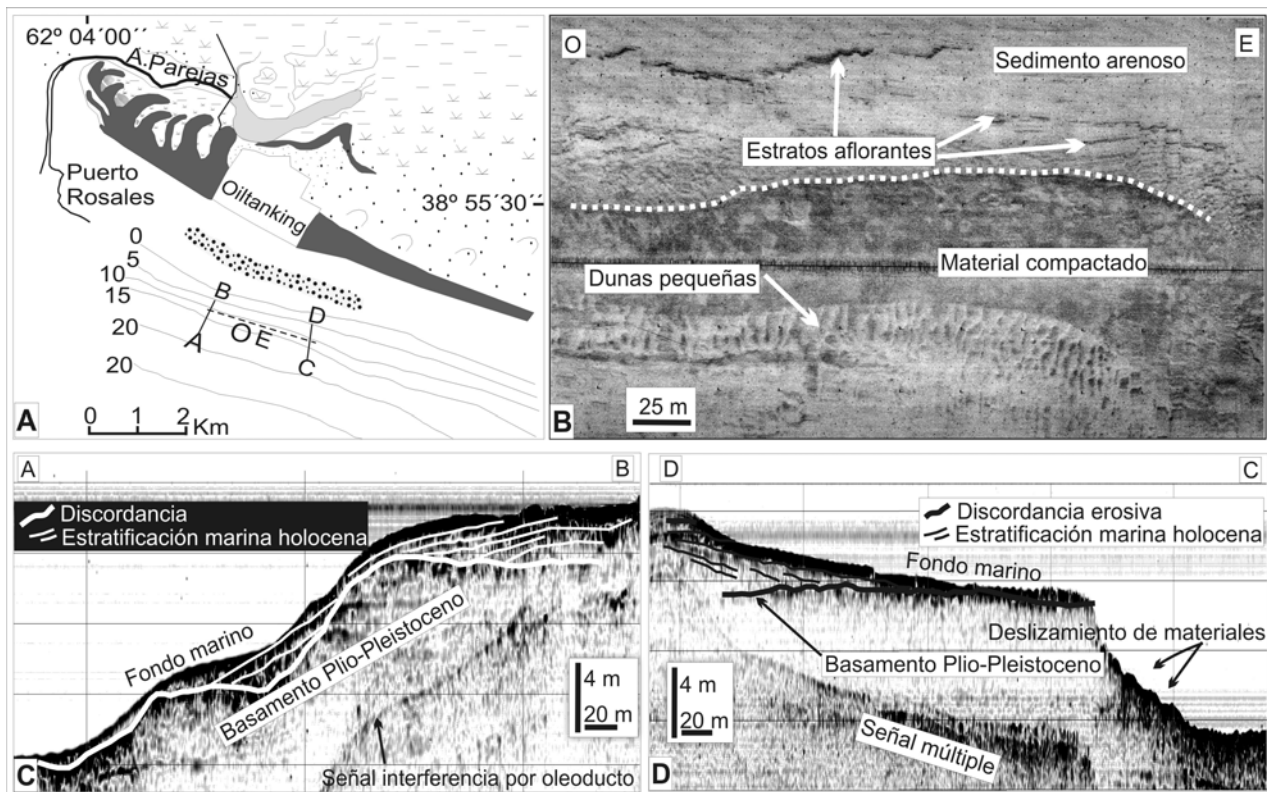 62° 04´00´´
A.Parejas
Puerto
Rosales
Oiltanking
38º 55´30´´
0
5
10
15
20
20
B
D
A
O E
C
0 1 2
Km
A
O
E
Sedimento arenoso
Estratos aflorantes
Material compactado
Dunas pequeñas
25 m
B
A
B
Discordancia
Estratificación marina holocena
Fondo marino
Basamento Plio-Pleistoceno
4 m
20 m
Señal interferencia por oleoducto
C
D
C
Discordancia erosiva
Estratificación marina holocena
Fondo marino
Deslizamiento de materiales
Basamento Plio-Pleistoceno
4 m
20 m
Señal múltiple
D